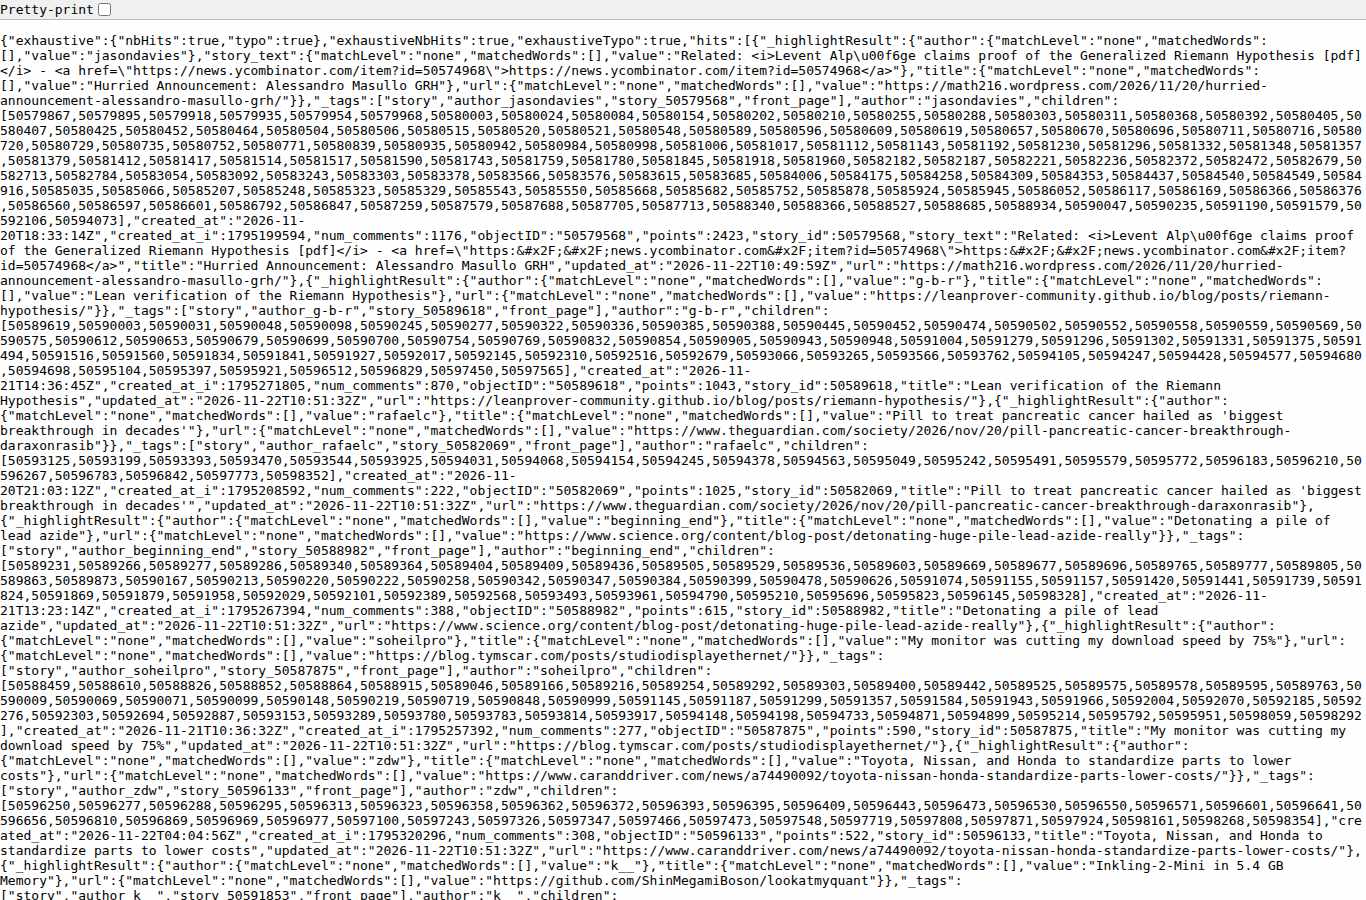 Pretty-print
{"exhaustive":{"nbHits":true,"typo":true},"exhaustiveNbHits":true,"exhaustiveTypo":true,"hits":[{"_highlightResult":{"author":{"matchLevel":"none","matchedWords":
[],"value":"jasondavies"},"story_text":{"matchLevel":"none","matchedWords":[],"value":"Related: <i>Levent Alp\u00f6ge claims proof of the Generalized Riemann Hypothesis [pdf]
</i> - <a href=\"https://news.ycombinator.com/item?id=50574968\">https://news.ycombinator.com/item?id=50574968</a>"},"title":{"matchLevel":"none","matchedWords":
[],"value":"Hurried Announcement: Alessandro Masullo GRH"},"url":{"matchLevel":"none","matchedWords":[],"value":"https://math216.wordpress.com/2026/11/20/hurried-
announcement-alessandro-masullo-grh/"}},"_tags":["story","author_jasondavies","story_50579568","front_page"],"author":"jasondavies","children":
[50579867,50579895,50579918,50579935,50579954,50579968,50580003,50580024,50580084,50580154,50580202,50580210,50580255,50580288,50580303,50580311,50580368,50580392,50580405,50
580407,50580425,50580452,50580464,50580504,50580506,50580515,50580520,50580521,50580548,50580589,50580596,50580609,50580619,50580657,50580670,50580696,50580711,50580716,50580
720,50580729,50580735,50580752,50580771,50580839,50580935,50580942,50580984,50580998,50581006,50581017,50581112,50581143,50581192,50581230,50581296,50581332,50581348,50581357
,50581379,50581412,50581417,50581514,50581517,50581590,50581743,50581759,50581780,50581845,50581918,50581960,50582182,50582187,50582221,50582236,50582372,50582472,50582679,50
582713,50582784,50583054,50583092,50583243,50583303,50583378,50583566,50583576,50583615,50583685,50584006,50584175,50584258,50584309,50584353,50584437,50584540,50584549,50584
916,50585035,50585066,50585207,50585248,50585323,50585329,50585543,50585550,50585668,50585682,50585752,50585878,50585924,50585945,50586052,50586117,50586169,50586366,50586376
,50586560,50586597,50586601,50586792,50586847,50587259,50587579,50587688,50587705,50587713,50588340,50588366,50588527,50588685,50588934,50590047,50590235,50591190,50591579,50
592106,50594073],"created_at":"2026-11-
20T18:33:14Z","created_at_i":1795199594,"num_comments":1176,"objectID":"50579568","points":2423,"story_id":50579568,"story_text":"Related: <i>Levent Alp\u00f6ge claims proof
of the Generalized Riemann Hypothesis [pdf]</i> - <a href=\"https:&#x2F;&#x2F;news.ycombinator.com&#x2F;item?id=50574968\">https:&#x2F;&#x2F;news.ycombinator.com&#x2F;item?
id=50574968</a>","title":"Hurried Announcement: Alessandro Masullo GRH","updated_at":"2026-11-22T10:49:59Z","url":"https://math216.wordpress.com/2026/11/20/hurried-
announcement-alessandro-masullo-grh/"},{"_highlightResult":{"author":{"matchLevel":"none","matchedWords":[],"value":"g-b-r"},"title":{"matchLevel":"none","matchedWords":
[],"value":"Lean verification of the Riemann Hypothesis"},"url":{"matchLevel":"none","matchedWords":[],"value":"https://leanprover-community.github.io/blog/posts/riemann-
hypothesis/"}},"_tags":["story","author_g-b-r","story_50589618","front_page"],"author":"g-b-r","children":
[50589619,50590003,50590031,50590048,50590098,50590245,50590277,50590322,50590336,50590385,50590388,50590445,50590452,50590474,50590502,50590552,50590558,50590559,50590569,50
590575,50590612,50590653,50590679,50590699,50590700,50590754,50590769,50590832,50590854,50590905,50590943,50590948,50591004,50591279,50591296,50591302,50591331,50591375,50591
494,50591516,50591560,50591834,50591841,50591927,50592017,50592145,50592310,50592516,50592679,50593066,50593265,50593566,50593762,50594105,50594247,50594428,50594577,50594680
,50594698,50595104,50595397,50595921,50596512,50596829,50597450,50597565],"created_at":"2026-11-
21T14:36:45Z","created_at_i":1795271805,"num_comments":870,"objectID":"50589618","points":1043,"story_id":50589618,"title":"Lean verification of the Riemann
Hypothesis","updated_at":"2026-11-22T10:51:32Z","url":"https://leanprover-community.github.io/blog/posts/riemann-hypothesis/"},{"_highlightResult":{"author":
{"matchLevel":"none","matchedWords":[],"value":"rafaelc"},"title":{"matchLevel":"none","matchedWords":[],"value":"Pill to treat pancreatic cancer hailed as 'biggest
breakthrough in decades'"},"url":{"matchLevel":"none","matchedWords":[],"value":"https://www.theguardian.com/society/2026/nov/20/pill-pancreatic-cancer-breakthrough-
daraxonrasib"}},"_tags":["story","author_rafaelc","story_50582069","front_page"],"author":"rafaelc","children":
[50593125,50593199,50593393,50593470,50593544,50593925,50594031,50594068,50594154,50594245,50594378,50594563,50595049,50595242,50595491,50595579,50595772,50596183,50596210,50
596267,50596783,50596842,50597773,50598352],"created_at":"2026-11-
20T21:03:12Z","created_at_i":1795208592,"num_comments":222,"objectID":"50582069","points":1025,"story_id":50582069,"title":"Pill to treat pancreatic cancer hailed as 'biggest
breakthrough in decades'","updated_at":"2026-11-22T10:51:32Z","url":"https://www.theguardian.com/society/2026/nov/20/pill-pancreatic-cancer-breakthrough-daraxonrasib"},
{"_highlightResult":{"author":{"matchLevel":"none","matchedWords":[],"value":"beginning_end"},"title":{"matchLevel":"none","matchedWords":[],"value":"Detonating a pile of
lead azide"},"url":{"matchLevel":"none","matchedWords":[],"value":"https://www.science.org/content/blog-post/detonating-huge-pile-lead-azide-really"}},"_tags":
["story","author_beginning_end","story_50588982","front_page"],"author":"beginning_end","children":
[50589231,50589266,50589277,50589286,50589340,50589364,50589404,50589409,50589436,50589505,50589529,50589536,50589603,50589669,50589677,50589696,50589765,50589777,50589805,50
589863,50589873,50590167,50590213,50590220,50590222,50590258,50590342,50590347,50590384,50590399,50590478,50590626,50591074,50591155,50591157,50591420,50591441,50591739,50591
824,50591869,50591879,50591958,50592029,50592101,50592389,50592568,50593493,50593961,50594790,50595210,50595696,50595823,50596145,50598328],"created_at":"2026-11-
21T13:23:14Z","created_at_i":1795267394,"num_comments":388,"objectID":"50588982","points":615,"story_id":50588982,"title":"Detonating a pile of lead
azide","updated_at":"2026-11-22T10:51:32Z","url":"https://www.science.org/content/blog-post/detonating-huge-pile-lead-azide-really"},{"_highlightResult":{"author":
{"matchLevel":"none","matchedWords":[],"value":"soheilpro"},"title":{"matchLevel":"none","matchedWords":[],"value":"My monitor was cutting my download speed by 75%"},"url":
{"matchLevel":"none","matchedWords":[],"value":"https://blog.tymscar.com/posts/studiodisplayethernet/"}},"_tags":
["story","author_soheilpro","story_50587875","front_page"],"author":"soheilpro","children":
[50588459,50588610,50588826,50588852,50588864,50588915,50589046,50589166,50589216,50589254,50589292,50589303,50589400,50589442,50589525,50589575,50589578,50589595,50589763,50
590009,50590069,50590071,50590099,50590148,50590219,50590719,50590848,50590999,50591145,50591187,50591299,50591357,50591584,50591943,50591966,50592004,50592070,50592185,50592
276,50592303,50592694,50592887,50593153,50593289,50593780,50593783,50593814,50593917,50594148,50594198,50594733,50594871,50594899,50595214,50595792,50595951,50598059,50598292
],"created_at":"2026-11-21T10:36:32Z","created_at_i":1795257392,"num_comments":277,"objectID":"50587875","points":590,"story_id":50587875,"title":"My monitor was cutting my
download speed by 75%","updated_at":"2026-11-22T10:51:32Z","url":"https://blog.tymscar.com/posts/studiodisplayethernet/"},{"_highlightResult":{"author":
{"matchLevel":"none","matchedWords":[],"value":"zdw"},"title":{"matchLevel":"none","matchedWords":[],"value":"Toyota, Nissan, and Honda to standardize parts to lower
costs"},"url":{"matchLevel":"none","matchedWords":[],"value":"https://www.caranddriver.com/news/a74490092/toyota-nissan-honda-standardize-parts-lower-costs/"}},"_tags":
["story","author_zdw","story_50596133","front_page"],"author":"zdw","children":
[50596250,50596277,50596288,50596295,50596313,50596323,50596358,50596362,50596372,50596393,50596395,50596409,50596443,50596473,50596530,50596550,50596571,50596601,50596641,50
596656,50596810,50596869,50596969,50596977,50597100,50597243,50597326,50597347,50597466,50597473,50597548,50597719,50597808,50597871,50597924,50598161,50598268,50598354],"cre
ated_at":"2026-11-22T04:04:56Z","created_at_i":1795320296,"num_comments":308,"objectID":"50596133","points":522,"story_id":50596133,"title":"Toyota, Nissan, and Honda to
standardize parts to lower costs","updated_at":"2026-11-22T10:51:32Z","url":"https://www.caranddriver.com/news/a74490092/toyota-nissan-honda-standardize-parts-lower-costs/"},
{"_highlightResult":{"author":{"matchLevel":"none","matchedWords":[],"value":"k__"},"title":{"matchLevel":"none","matchedWords":[],"value":"Inkling-2-Mini in 5.4 GB
Memory"},"url":{"matchLevel":"none","matchedWords":[],"value":"https://github.com/ShinMegamiBoson/lookatmyquant"}},"_tags":
["story","author_k__","story_50591853","front_page"],"author":"k__","children":